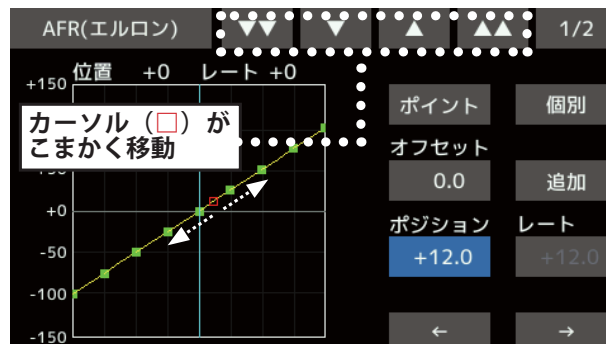 AFR(エルロン) ▼▼ ▼ ▲ ▲▲ 1/2
位置 +0 レート +0
+150
カーソル(□)が
こまかく移動
+50
+0
-50
-100
-150
ポイント 個別
オフセット
0.0 追加
ポジション レート
+12.0 +12.0
← →